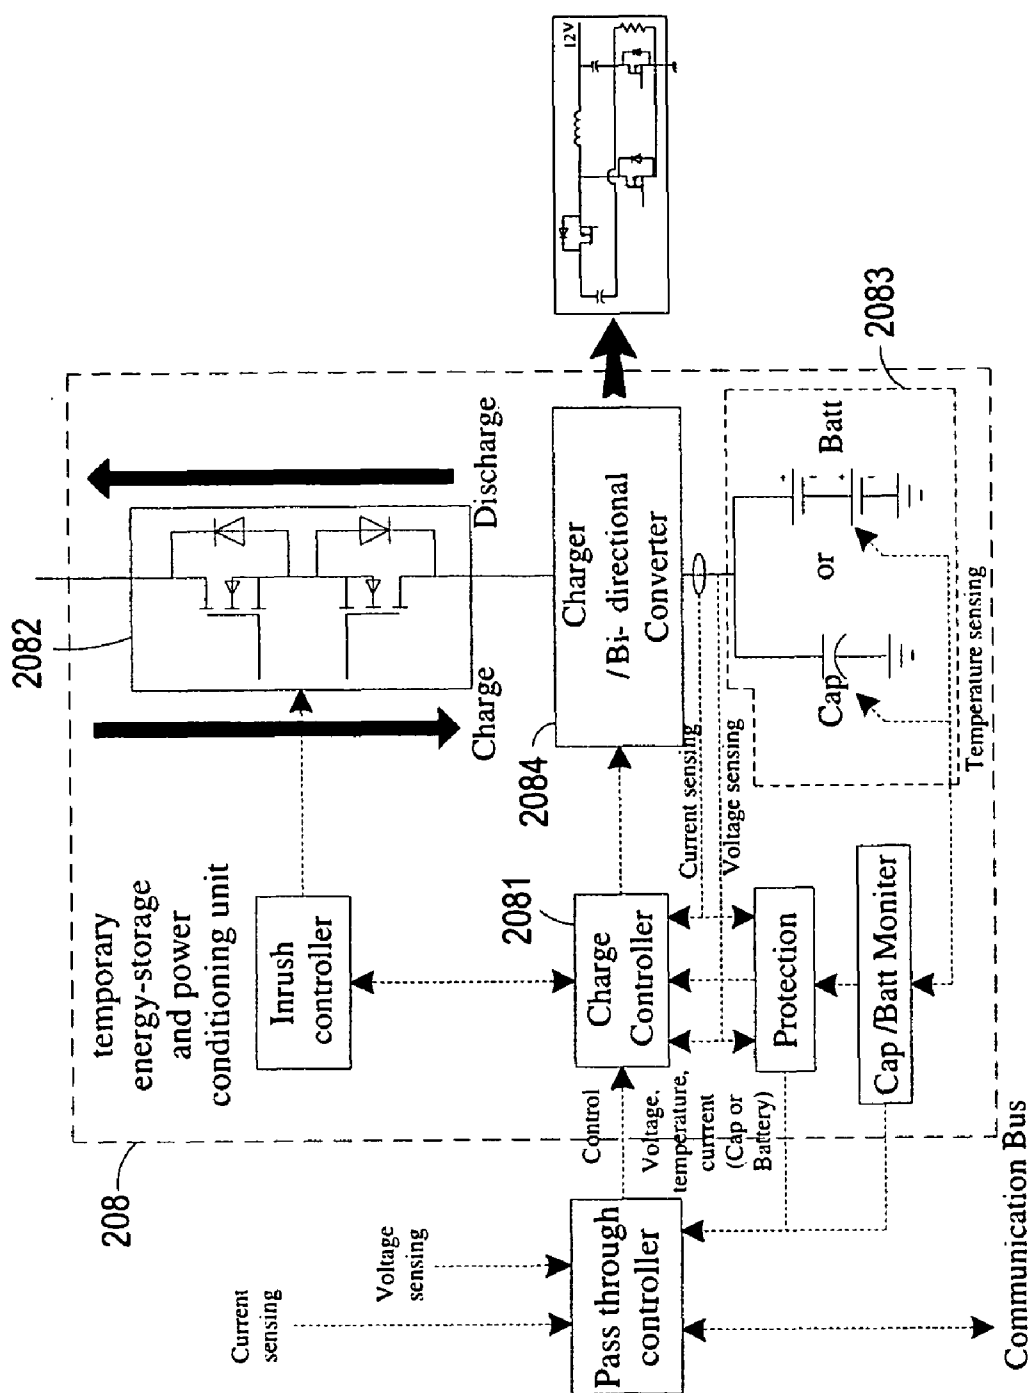 12V
2082
2083
temporary
energy-storage
and power
conditioning unit
Charge
Discharge
Inrush
controller
2084
Charger
/Bi- directional
Converter
2081
Charge
Controller
Current sensing
Voltage sensing
Cap
or
Batt
+
-
+
-
Temperature sensing
Protection
Cap /Batt Moniter
208
Control
Voltage,
temperature,
currrent
(Cap or
Battery)
Current
sensing
Voltage
sensing
Pass through
controller
Communication Bus